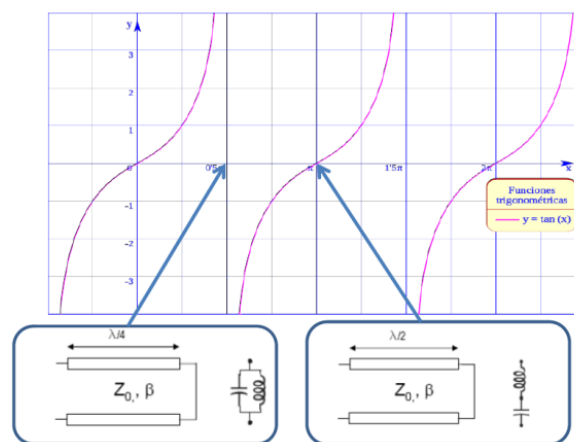 y
3
2
1
0
0'5π
π
1'5π
2π
x
-1
-2
-3
Funciones
trigonométricas
y = tan (x)
λ/4
Z0,, β
λ/2
Z0,, β